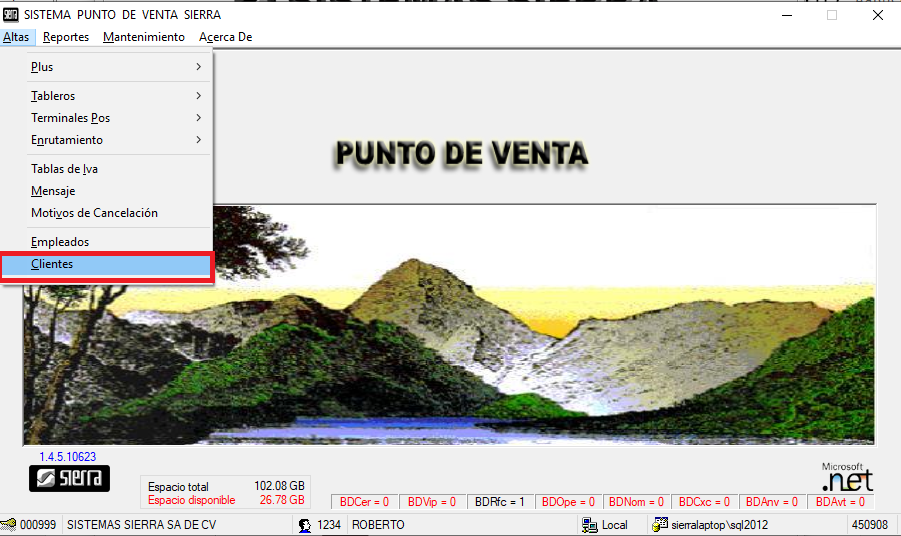 SISTEMA PUNTO DE VENTA SIERRA
Altas Reportes Mantenimiento Acerca De
Plus
Tableros
Terminales Pos
Enrutamiento
Tablas de Iva
Mensaje
Motivos de Cancelación
Empleados
Clientes
PUNTO DE VENTA
1.4.5.10623
sierra
Espacio total 102.08 GB
Espacio disponible 26.78 GB
Microsoft
.net
BDCer = 0 BDVip = 0 BDRfc = 1 BDOpe = 0 BDNom = 0 BDCxc = 0 BDAnv = 0 BDAvt = 0
000999 SISTEMAS SIERRA SA DE CV 1234 ROBERTO Local sierralaptop\sql2012 450908